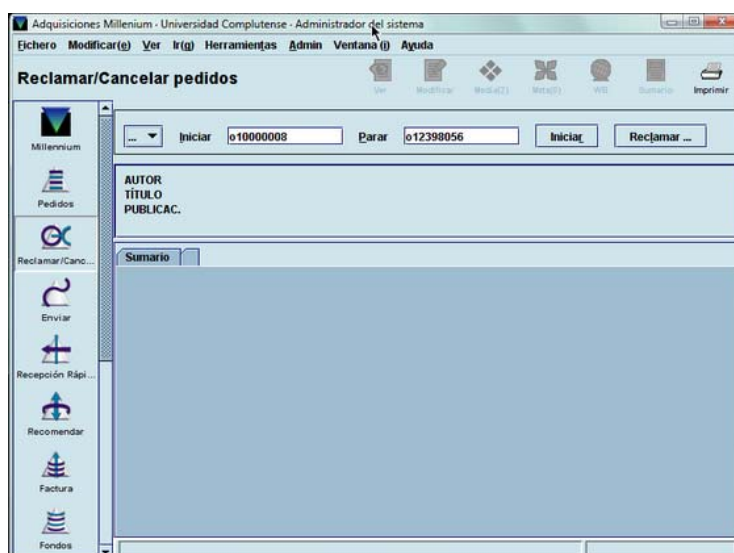 Adquisiciones Millenium · Universidad Complutense · Administrador del sistema
Fichero Modificar(e) Ver Ir(g) Herramientas Admin Ventana (i) Ayuda
Reclamar/Cancelar pedidos
Ver Modificar Media(Z) Meta(F) WB Sumario Imprimir
Millennium
... Iniciar o10000008 Parar o12398056 Iniciar Reclamar ...
Pedidos
AUTOR
TÍTULO
PUBLICAC.
Reclamar/Canc...
Sumario
Enviar
Recepción Rápi...
Recomendar
Factura
Fondos